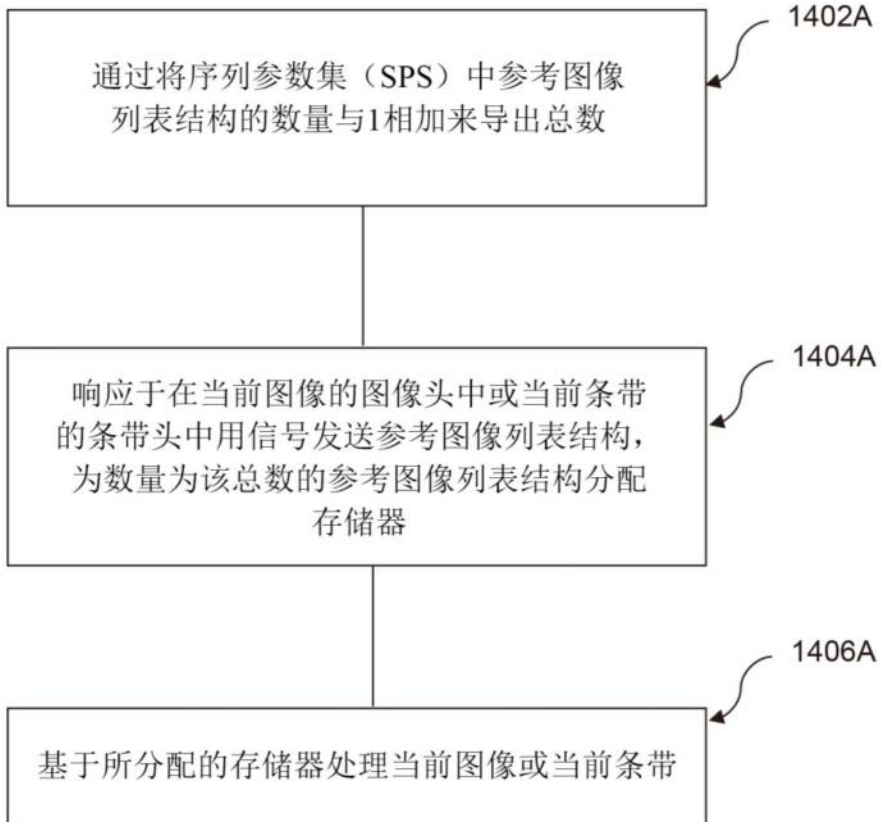 1402A
通过将序列参数集（SPS）中参考图像
列表结构的数量与1相加来导出总数
1404A
响应于在当前图像的图像头中或当前条带
的条带头中用信号发送参考图像列表结构，
为数量为该总数的参考图像列表结构分配
存储器
1406A
基于所分配的存储器处理当前图像或当前条带